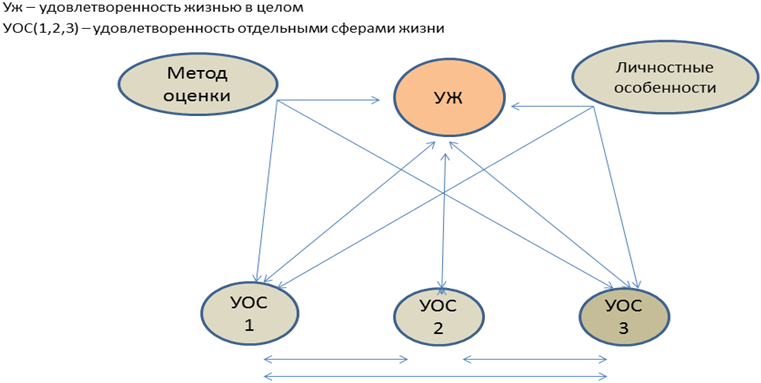 Уж – удовлетворенность жизнью в целом
УОС(1,2,3) – удовлетворенность отдельными сферами жизни
Метод
оценки
УЖ
Личностные
особенности
УОС
1
УОС
2
УОС
3